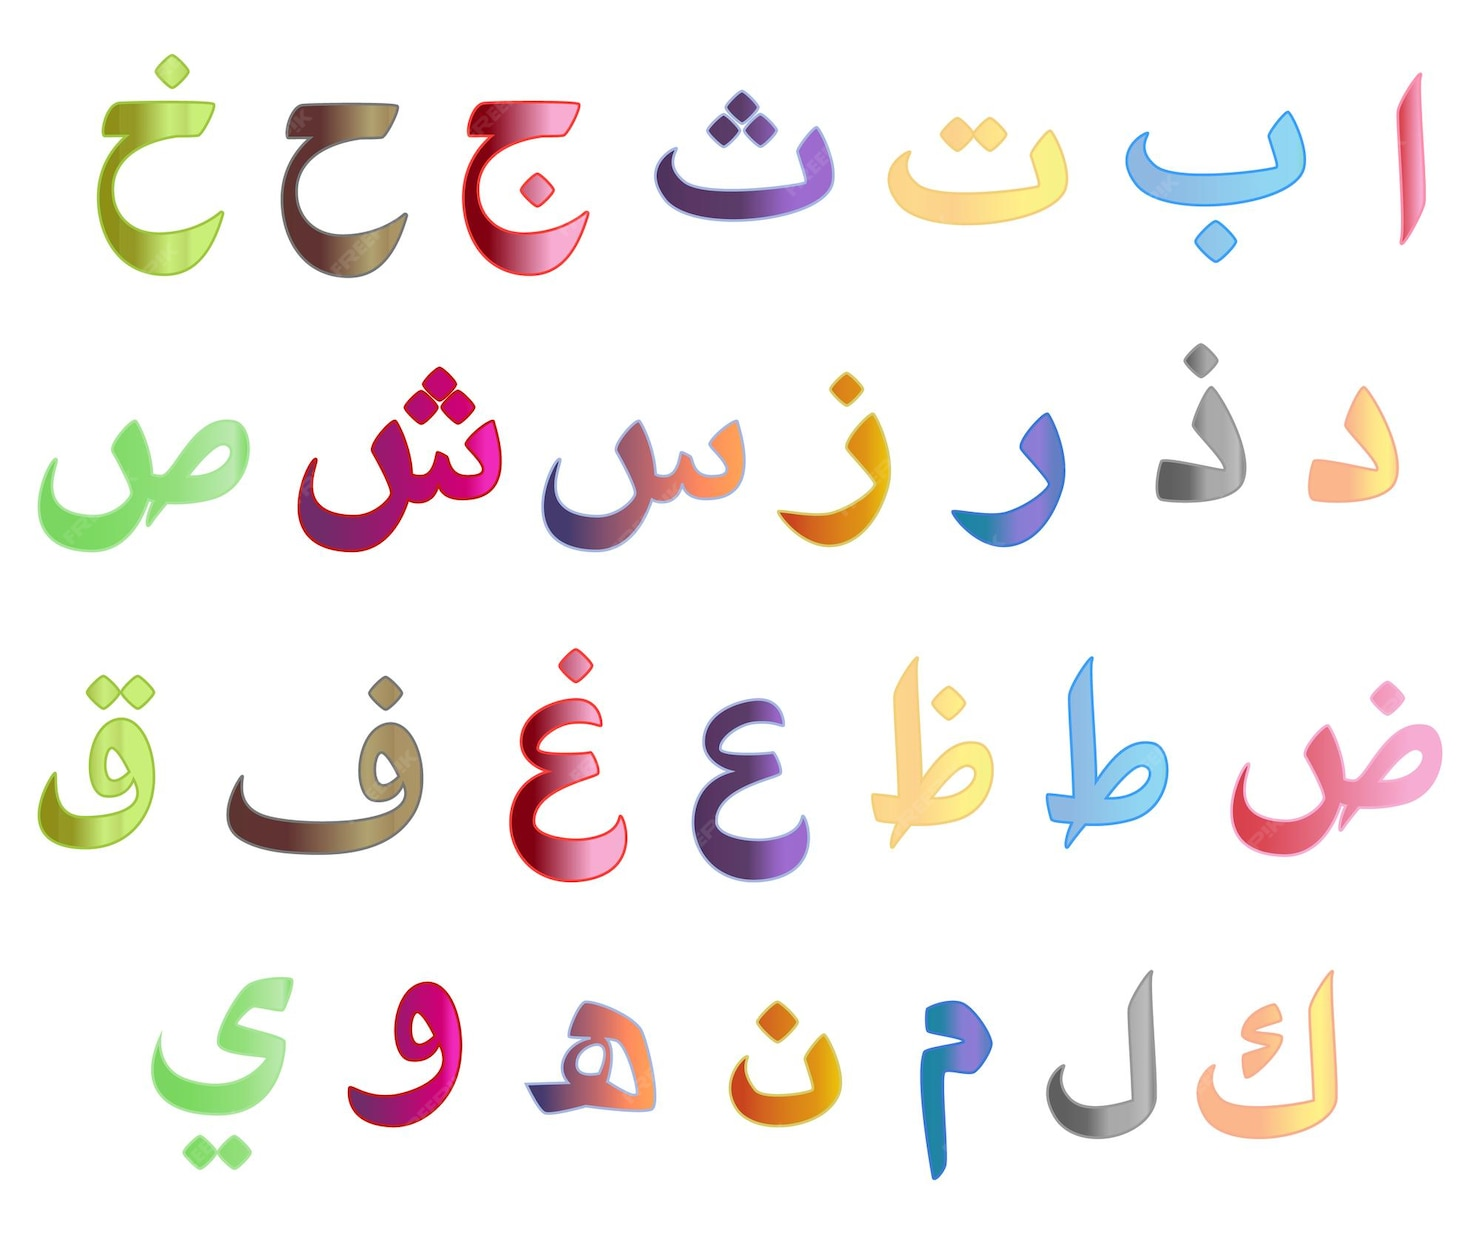 ا ب ت ث ج ح خ
د ذ ر ز س ش ص
ض ط ظ ع غ ف ق
ك ل م ن ه و ي